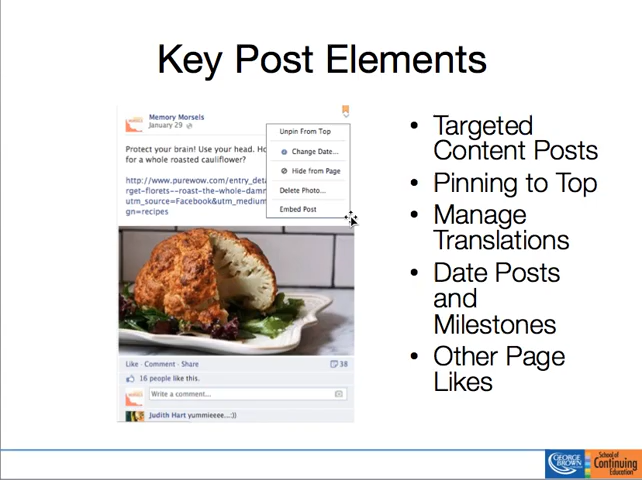 Key Post Elements
Memory Morsels
January 29
Protect your brain! Use your head. Ho
for a whole roasted cauliflower?
http://www.purewow.com/entry_deta
rget-florets--roast-the-whole-damn
utm_source=Facebook&utm_medium
gn=recipes
Unpin From Top
Change Date...
Hide from Page
Delete Photo...
Embed Post
Like · Comment · Share
38
16 people like this.
Write a comment...
Judith Hart yummieeee...:))
• Targeted
Content Posts
• Pinning to Top
• Manage
Translations
• Date Posts
and
Milestones
• Other Page
Likes
GEORGE
BROWN
School of
Continuing
Education